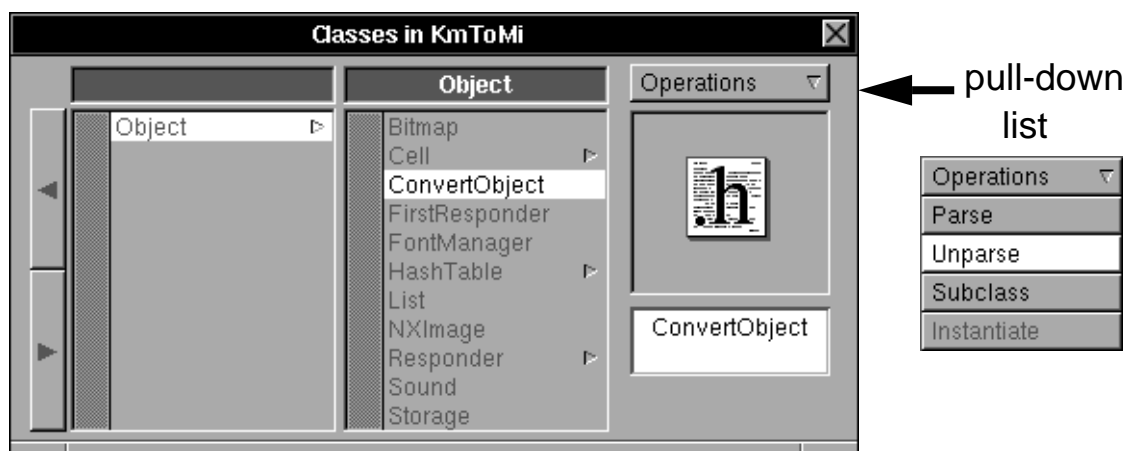 Classes in KmToMi
Object
Operations
Object
Bitmap
Cell
ConvertObject
FirstResponder
FontManager
HashTable
List
NXImage
Responder
Sound
Storage
.h
ConvertObject
pull-down
list
Operations
Parse
Unparse
Subclass
Instantiate